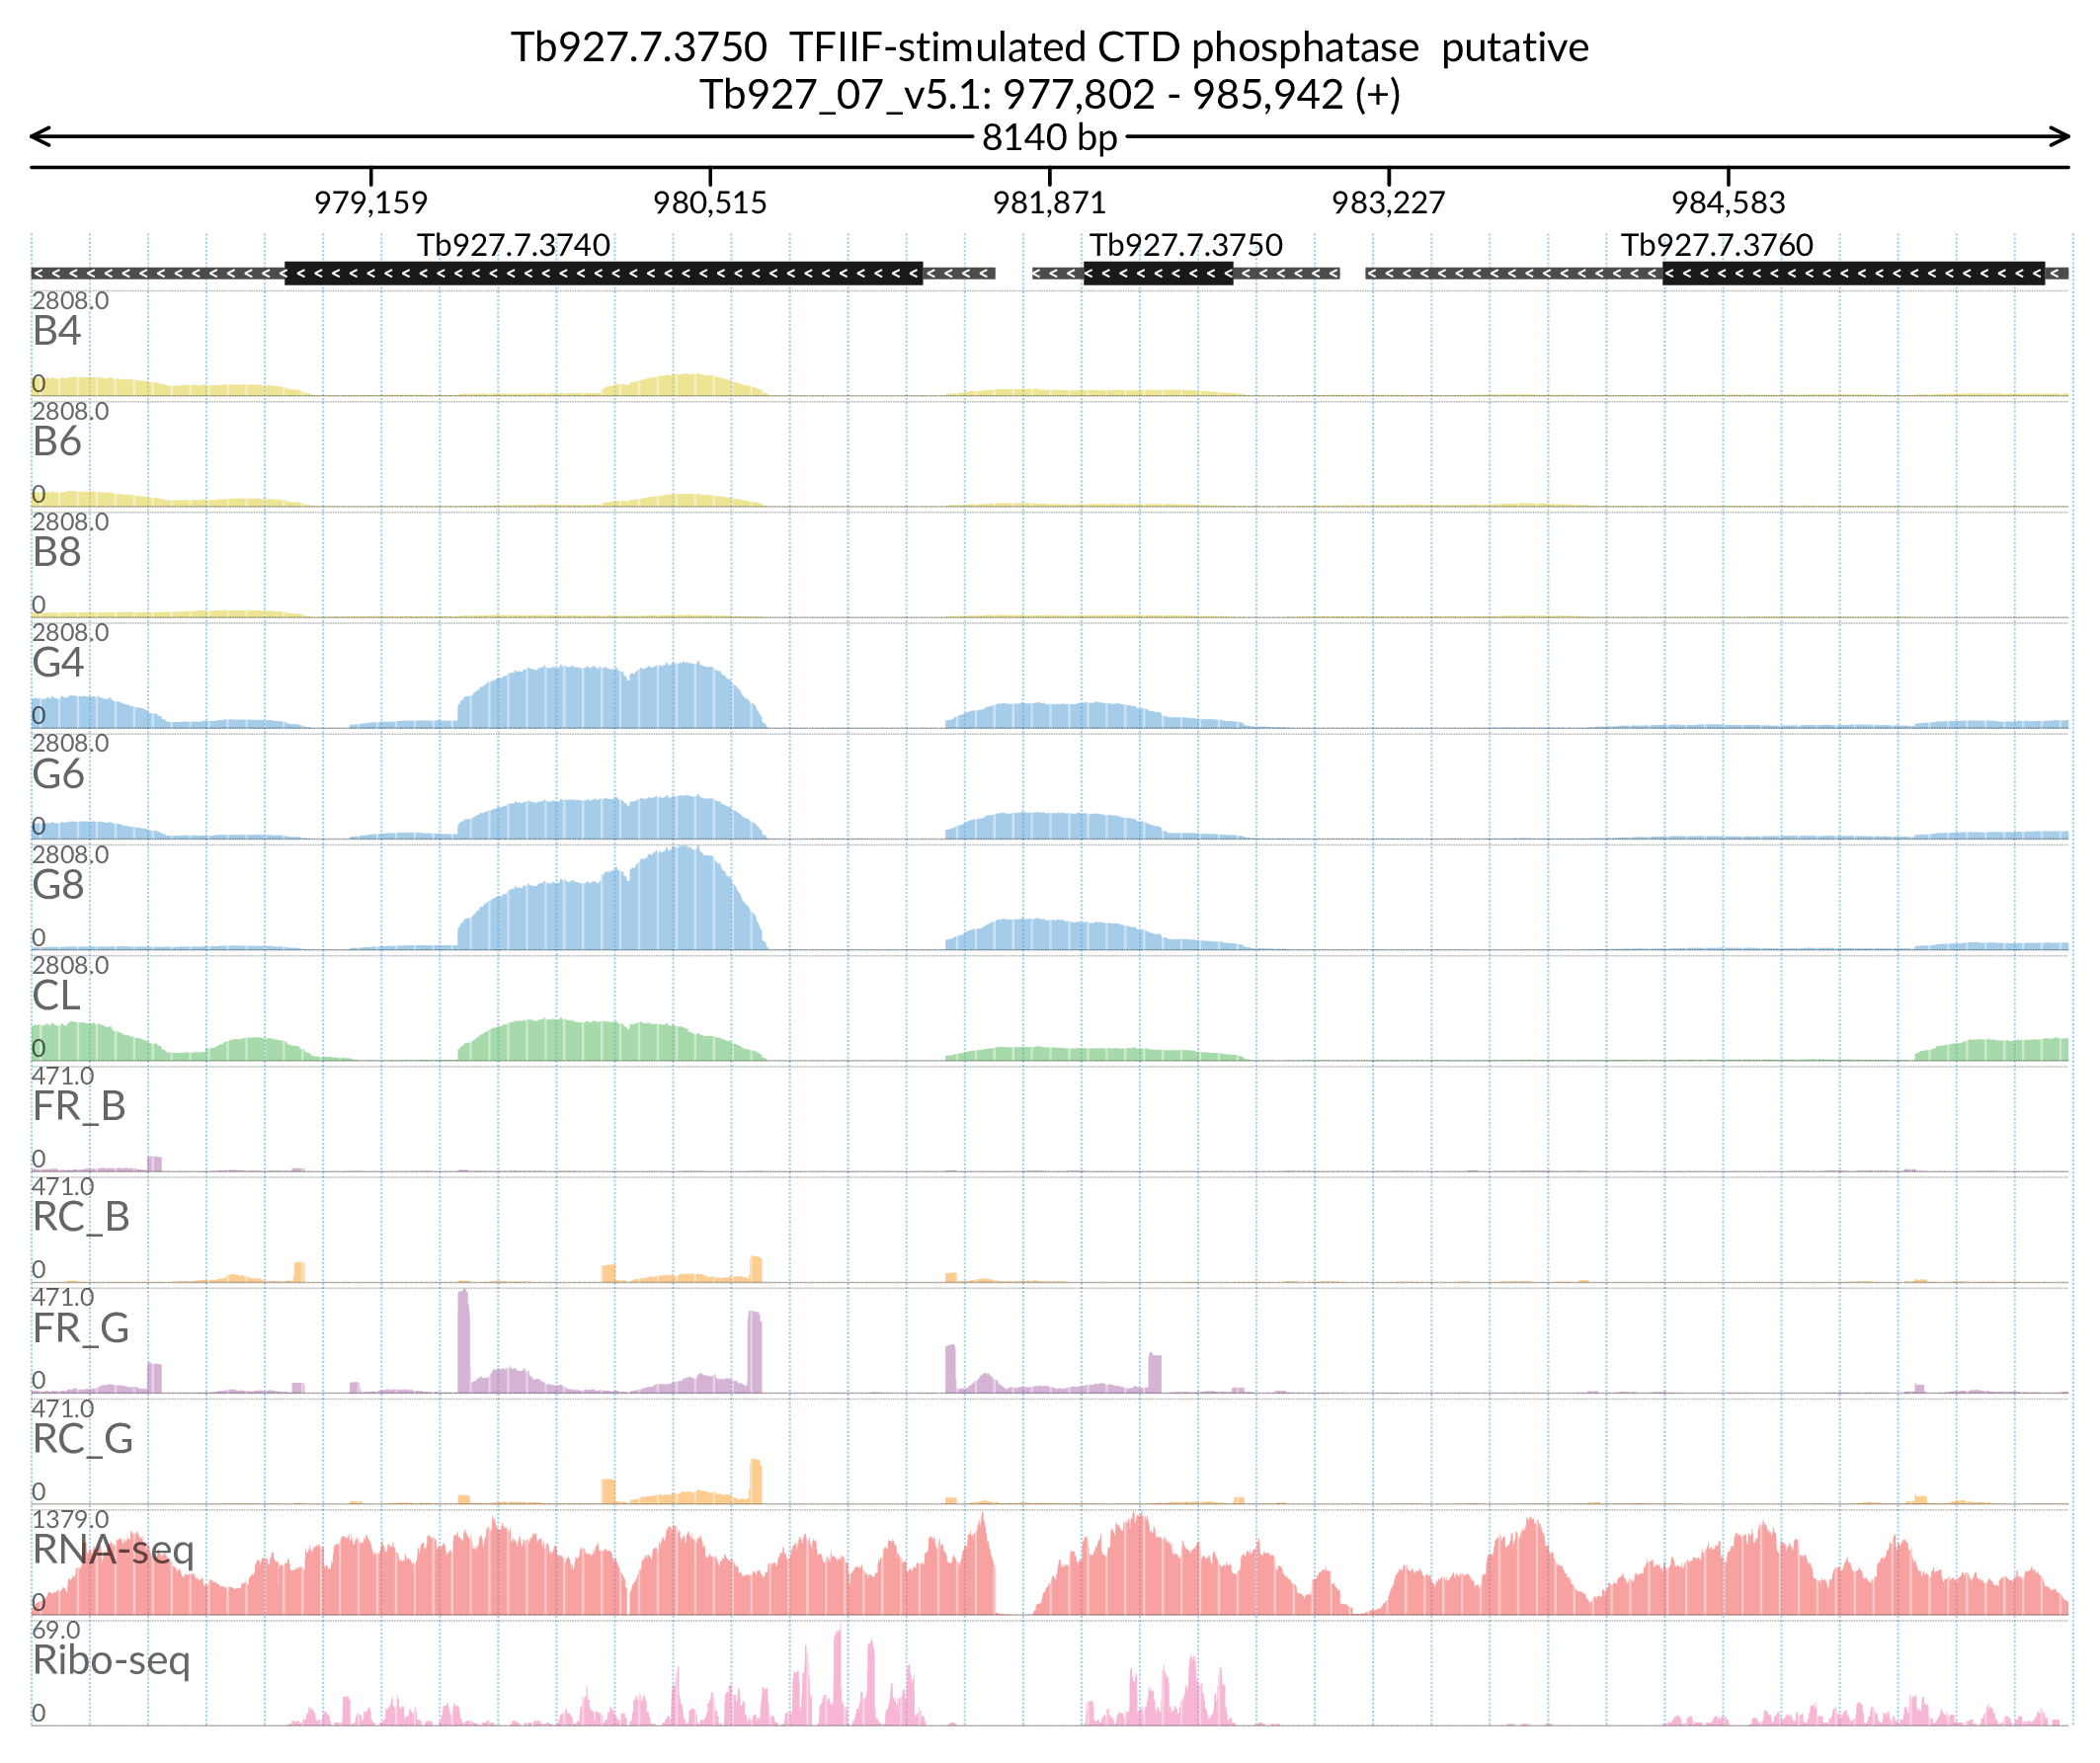 Tb927.7.3750  TFIIF-stimulated CTD phosphatase  putative
Tb927_07_v5.1: 977,802 - 985,942 (+)
8140 bp
979,159 980,515 981,871 983,227 984,583
Tb927.7.3740 Tb927.7.3750 Tb927.7.3760
2808.0
B4
0
2808.0
B6
0
2808.0
B8
0
2808.0
G4
0
2808.0
G6
0
2808.0
G8
0
2808.0
CL
0
471.0
FR_B
0
471.0
RC_B
0
471.0
FR_G
0
471.0
RC_G
0
1379.0
RNA-seq
0
69.0
Ribo-seq
0